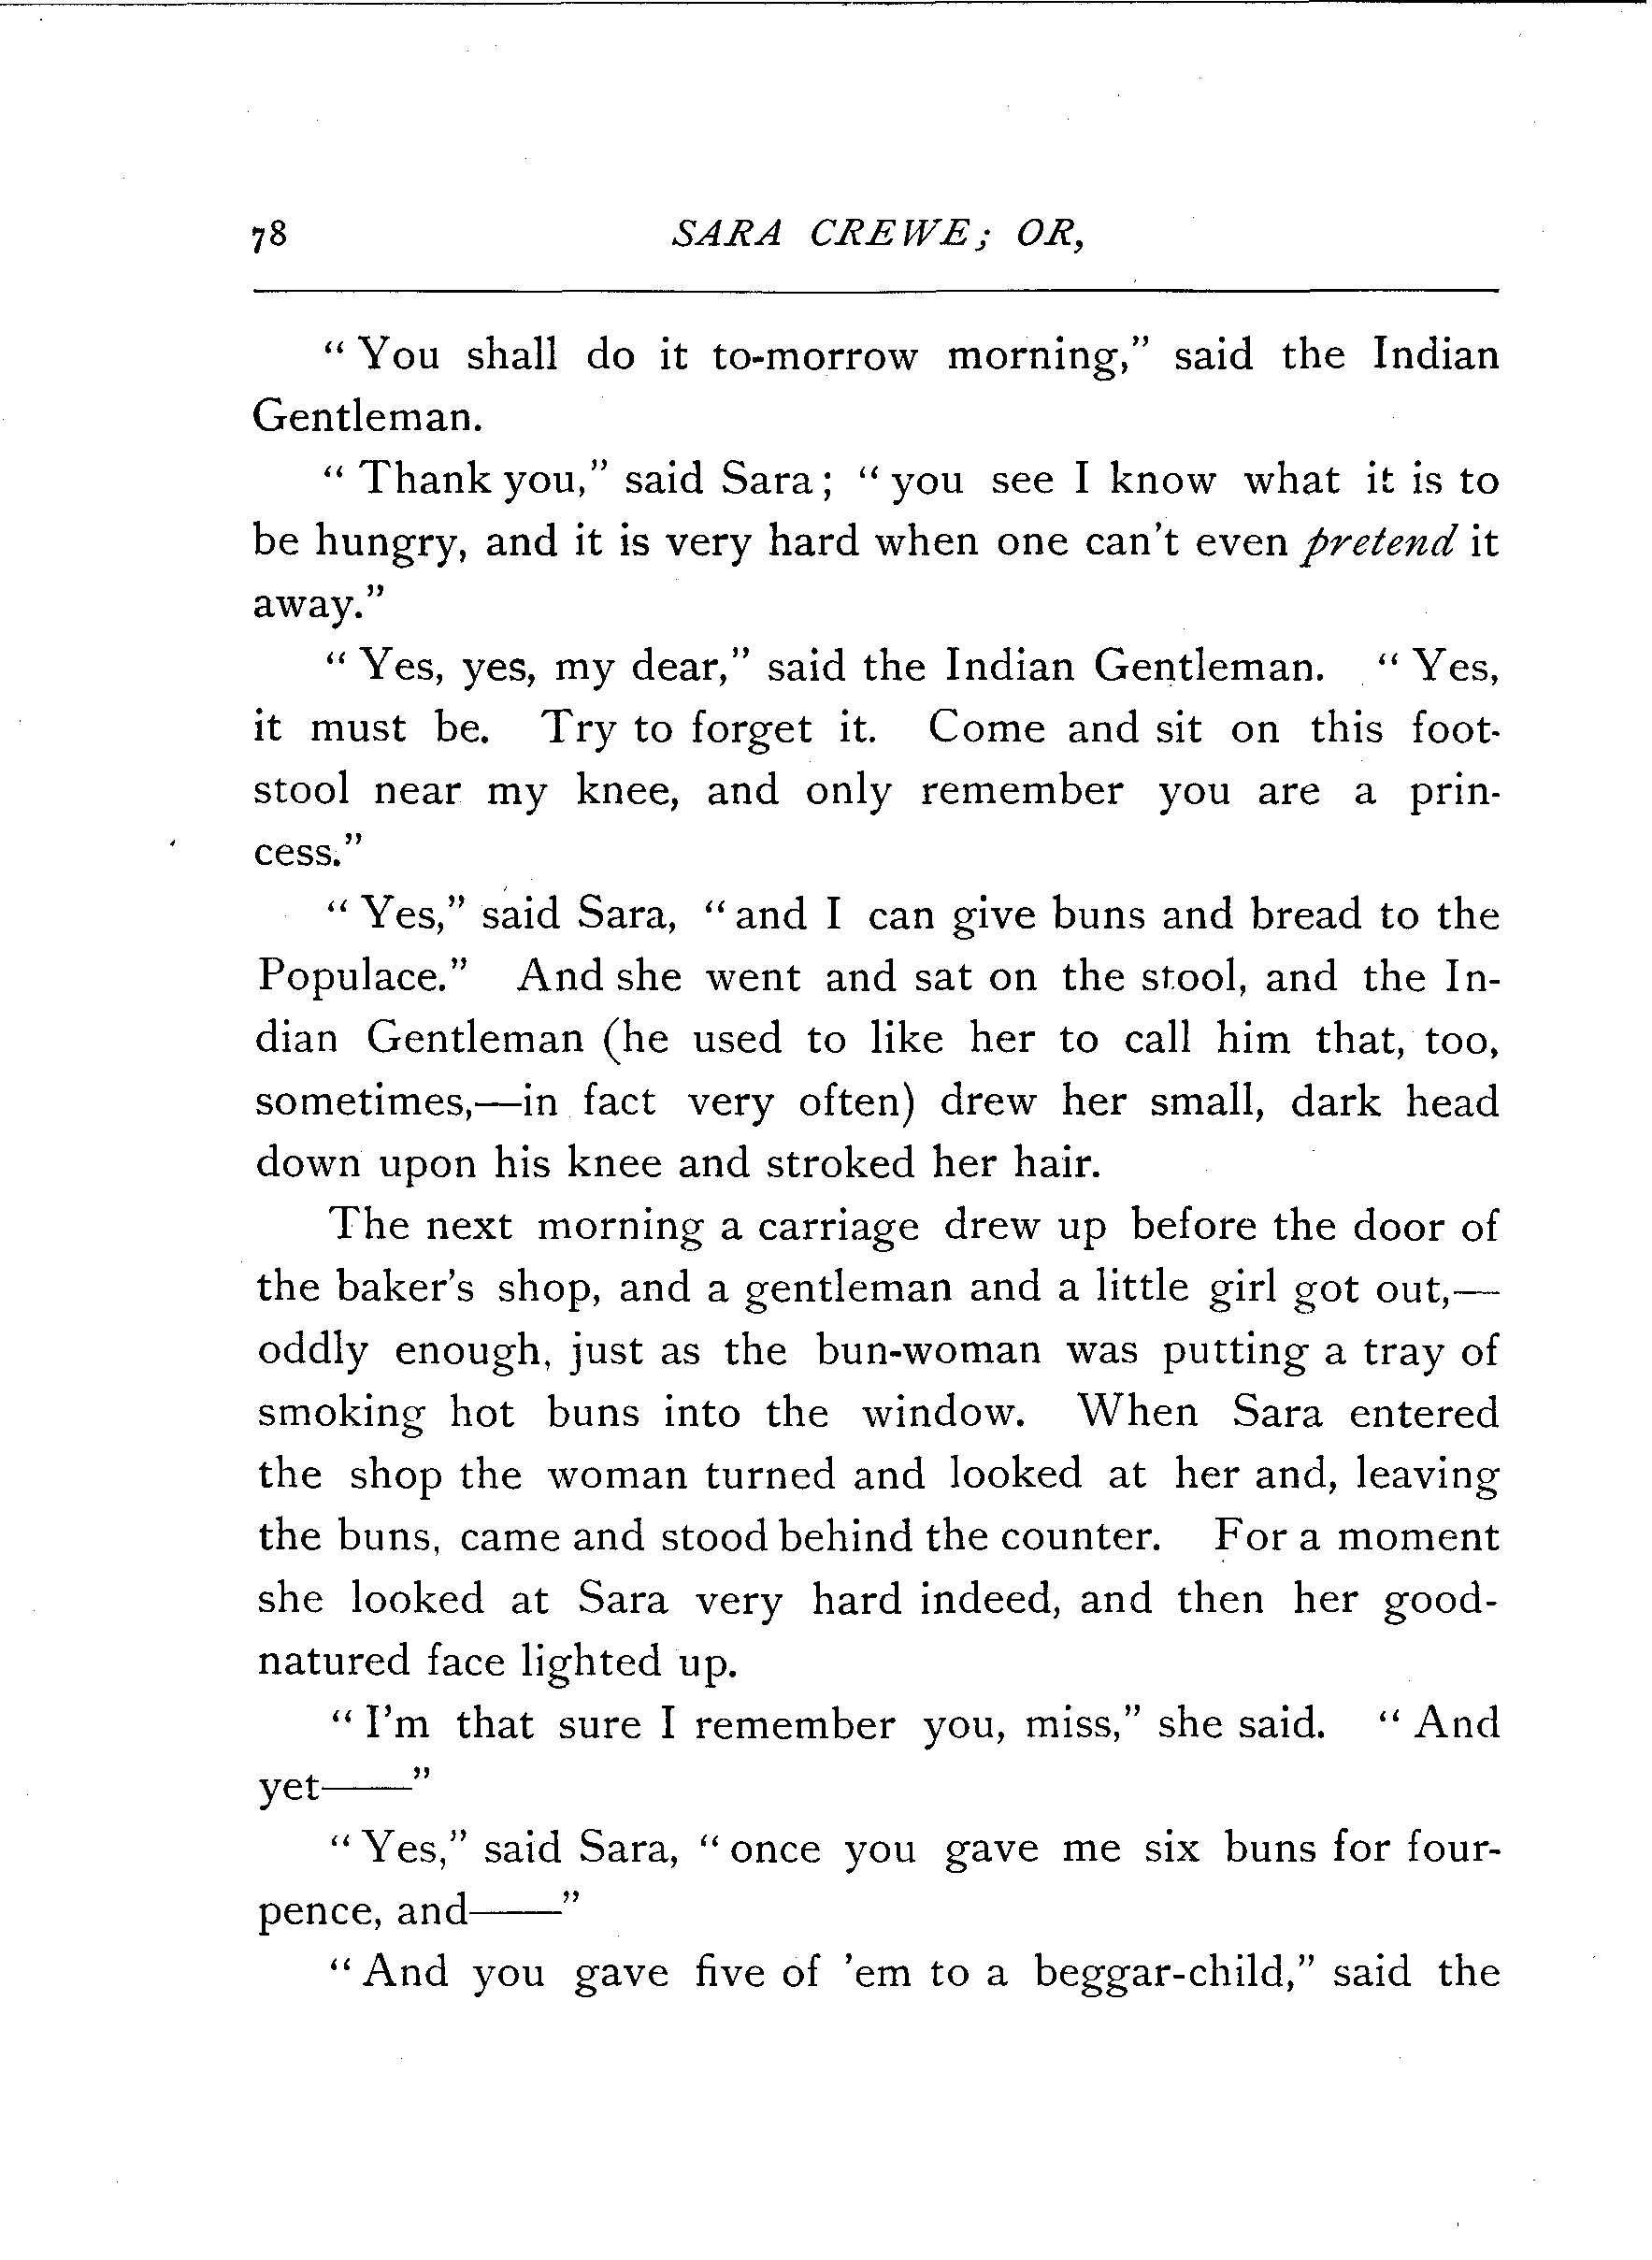 78 SARA CREWE; OR,
"You shall do it to-morrow morning," said the Indian
Gentleman.
"Thank you," said Sara; "you see I know what it is to
be hungry, and it is very hard when one can't even pretend it
away."
"Yes, yes, my dear," said the Indian Gentleman. "Yes,
it must be. Try to forget it. Come and sit on this foot-
stool near my knee, and only remember you are a prin-
cess."
"Yes," said Sara, "and I can give buns and bread to the
Populace." And she went and sat on the stool, and the In-
dian Gentleman (he used to like her to call him that, too,
sometimes,—in fact very often) drew her small, dark head
down upon his knee and stroked her hair.
The next morning a carriage drew up before the door of
the baker's shop, and a gentleman and a little girl got out,—
oddly enough, just as the bun-woman was putting a tray of
smoking hot buns into the window. When Sara entered
the shop the woman turned and looked at her and, leaving
the buns, came and stood behind the counter. For a moment
she looked at Sara very hard indeed, and then her good-
natured face lighted up.
"I'm that sure I remember you, miss," she said. "And
yet——"
"Yes," said Sara, "once you gave me six buns for four-
pence, and——"
"And you gave five of 'em to a beggar-child," said the